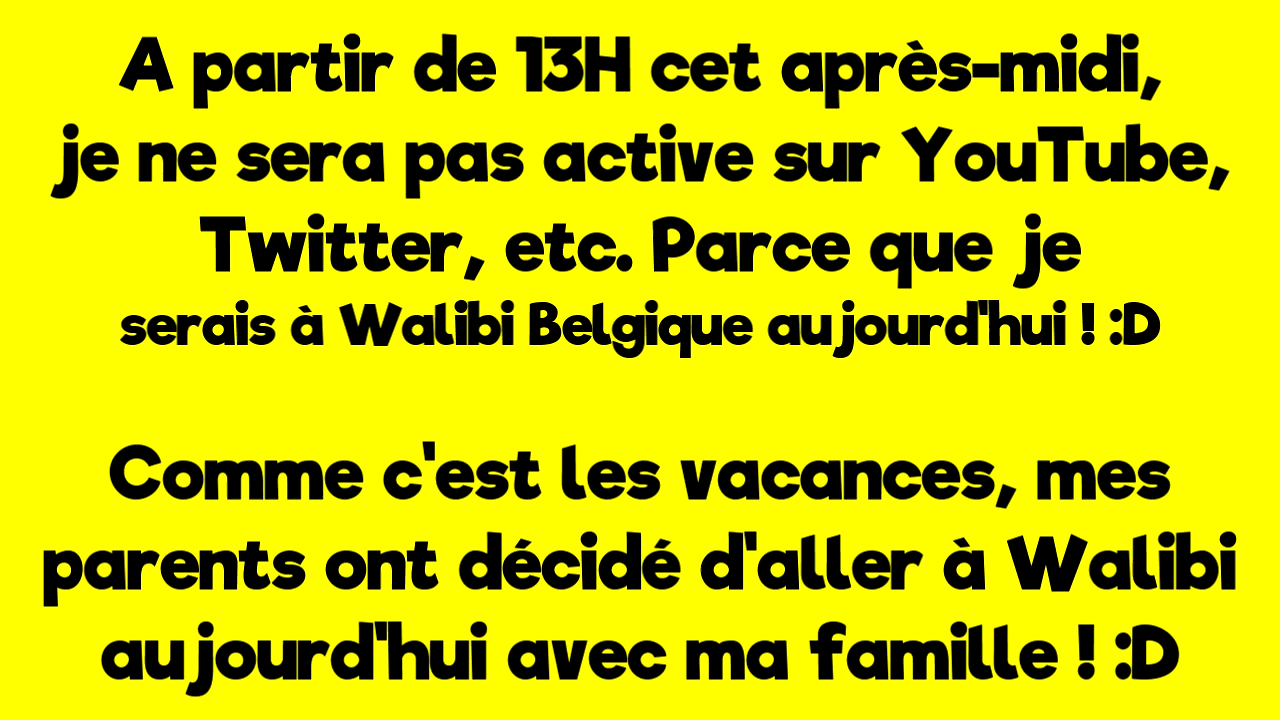 A partir de 13H cet après-midi,
je ne sera pas active sur YouTube,
Twitter, etc. Parce que je
serais à Walibi Belgique aujourd'hui ! :D
Comme c'est les vacances, mes
parents ont décidé d'aller à Walibi
aujourd'hui avec ma famille ! :D